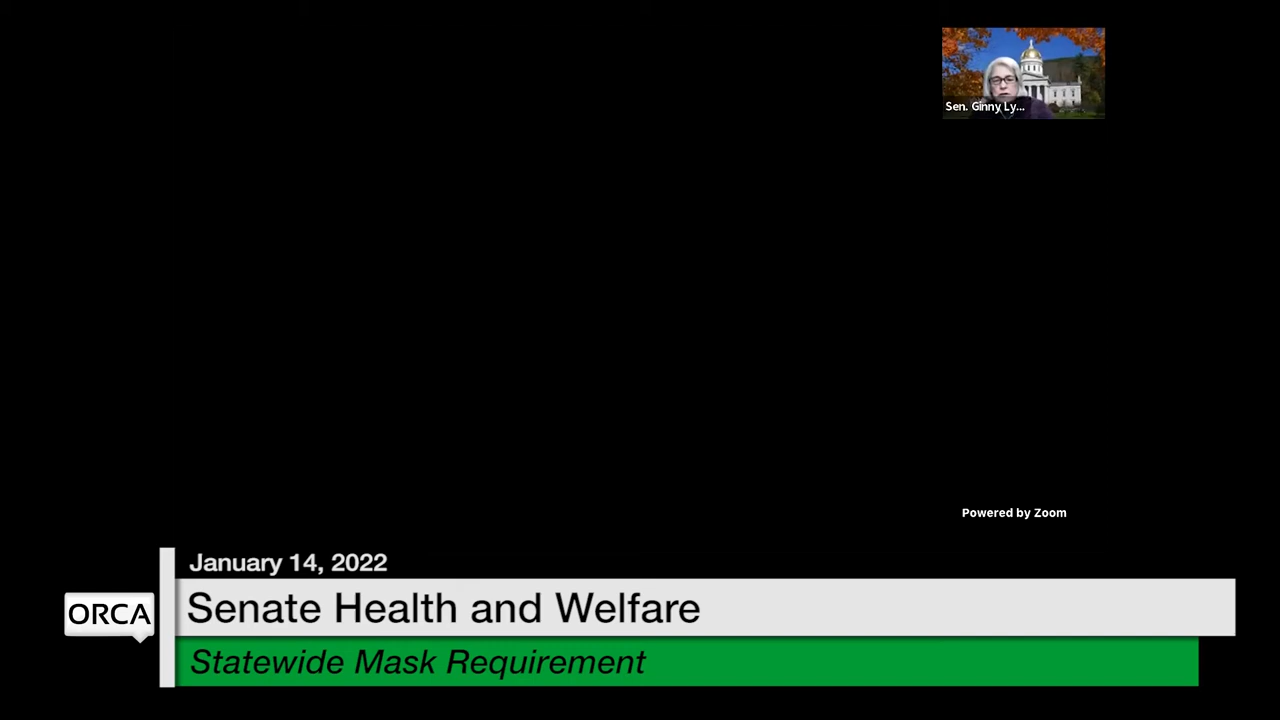 Sen. Ginny Ly...
Powered by Zoom
January 14, 2022
Senate Health and Welfare
ORCA
Statewide Mask Requirement